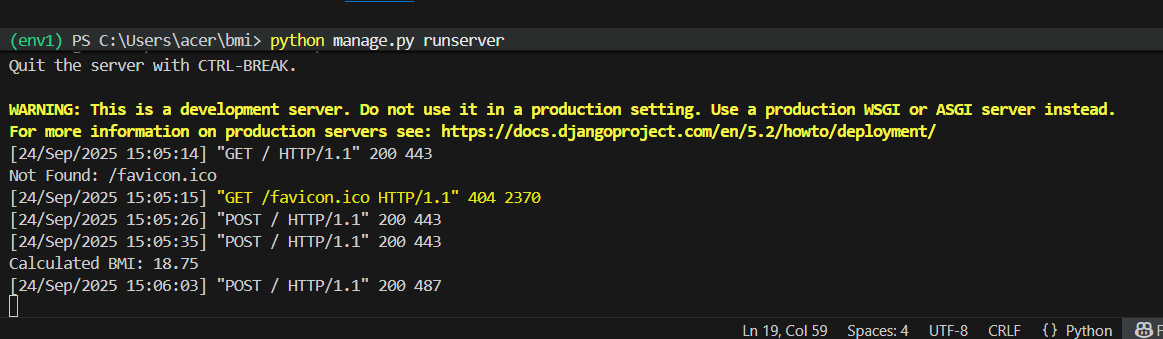 (env1) PS C:\Users\acer\bmi> python manage.py runserver
Quit the server with CTRL-BREAK.
WARNING: This is a development server. Do not use it in a production setting. Use a production WSGI or ASGI server instead.
For more information on production servers see: https://docs.djangoproject.com/en/5.2/howto/deployment/
[24/Sep/2025 15:05:14] "GET / HTTP/1.1" 200 443
Not Found: /favicon.ico
[24/Sep/2025 15:05:15] "GET /favicon.ico HTTP/1.1" 404 2370
[24/Sep/2025 15:05:26] "POST / HTTP/1.1" 200 443
[24/Sep/2025 15:05:35] "POST / HTTP/1.1" 200 443
Calculated BMI: 18.75
[24/Sep/2025 15:06:03] "POST / HTTP/1.1" 200 487
Ln 19, Col 59 Spaces: 4 UTF-8 CRLF {} Python F